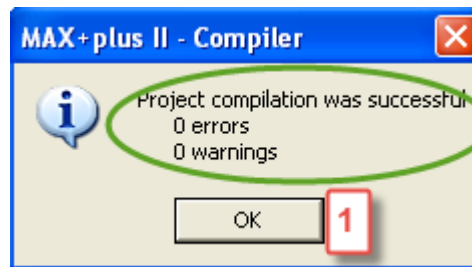 MAX+plus II - Compiler
Project compilation was successful
0 errors
0 warnings
OK
1